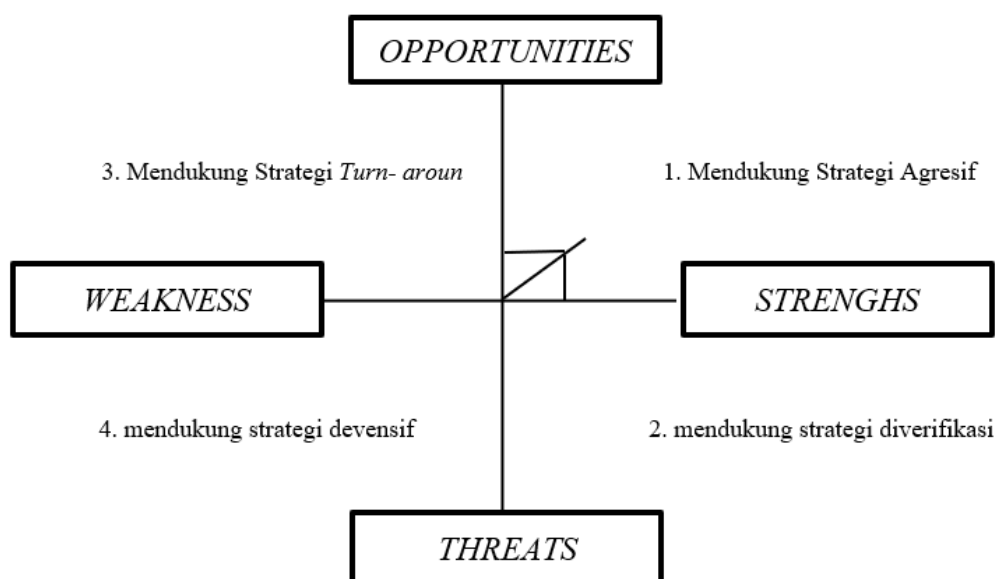 OPPORTUNITIES
3. Mendukung Strategi Turn- aroun
1. Mendukung Strategi Agresif
WEAKNESS
STRENGHS
4. mendukung strategi devensif
2. mendukung strategi diverifikasi
THREATS